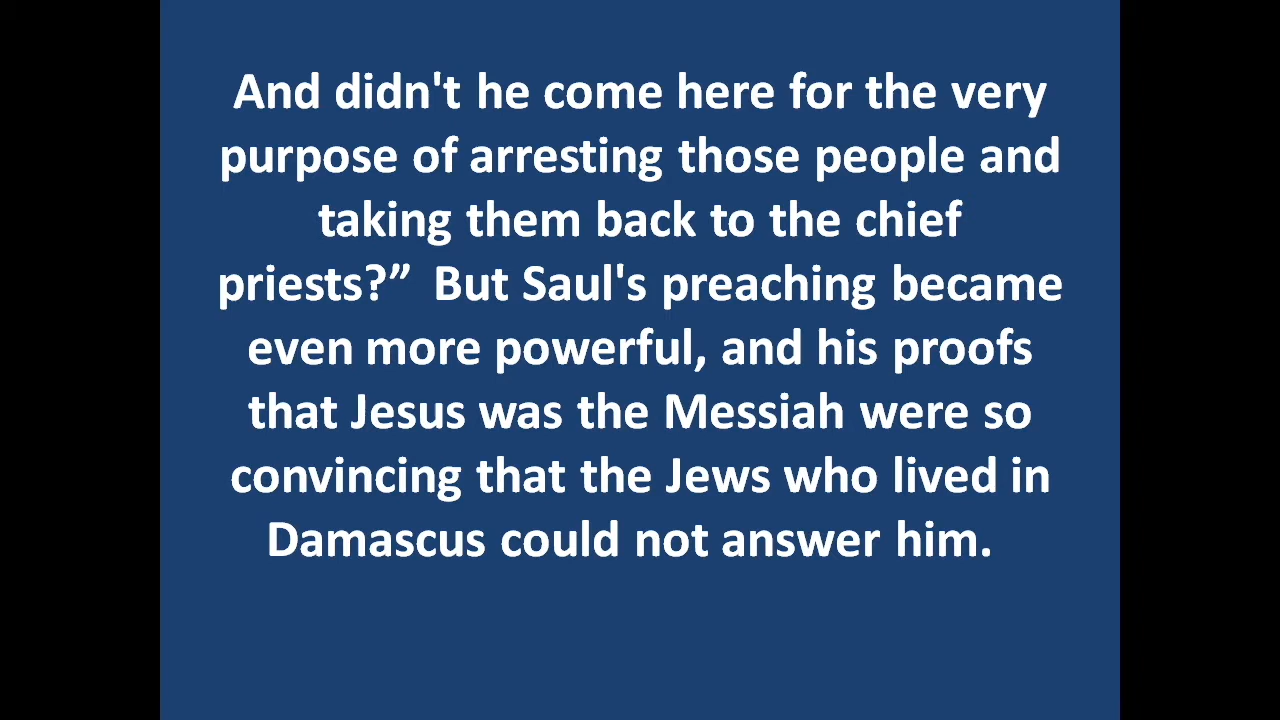 And didn't he come here for the very
purpose of arresting those people and
taking them back to the chief
priests?”  But Saul's preaching became
even more powerful, and his proofs
that Jesus was the Messiah were so
convincing that the Jews who lived in
Damascus could not answer him.